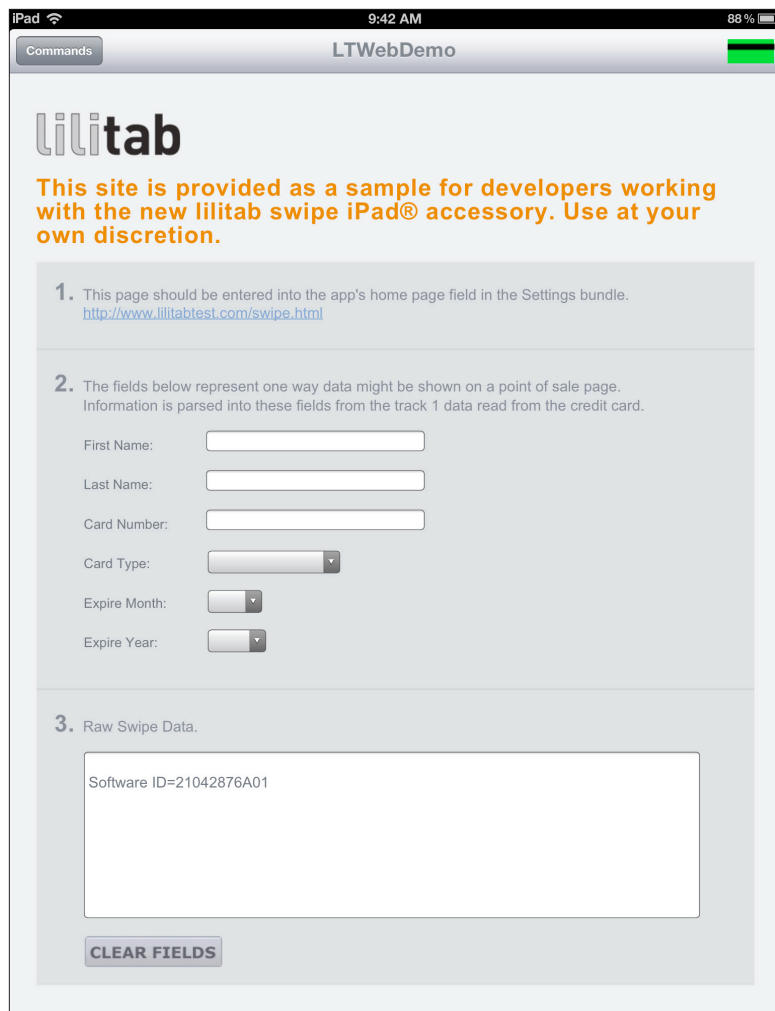 iPad 9:42 AM 88 %
Commands LTWebDemo
lilitab
This site is provided as a sample for developers working
with the new lilitab swipe iPad® accessory. Use at your
own discretion.
1. This page should be entered into the app's home page field in the Settings bundle.
http://www.lilitabtest.com/swipe.html
2. The fields below represent one way data might be shown on a point of sale page.
Information is parsed into these fields from the track 1 data read from the credit card.
First Name:
Last Name:
Card Number:
Card Type:
Expire Month:
Expire Year:
3. Raw Swipe Data.
Software ID=21042876A01
CLEAR FIELDS